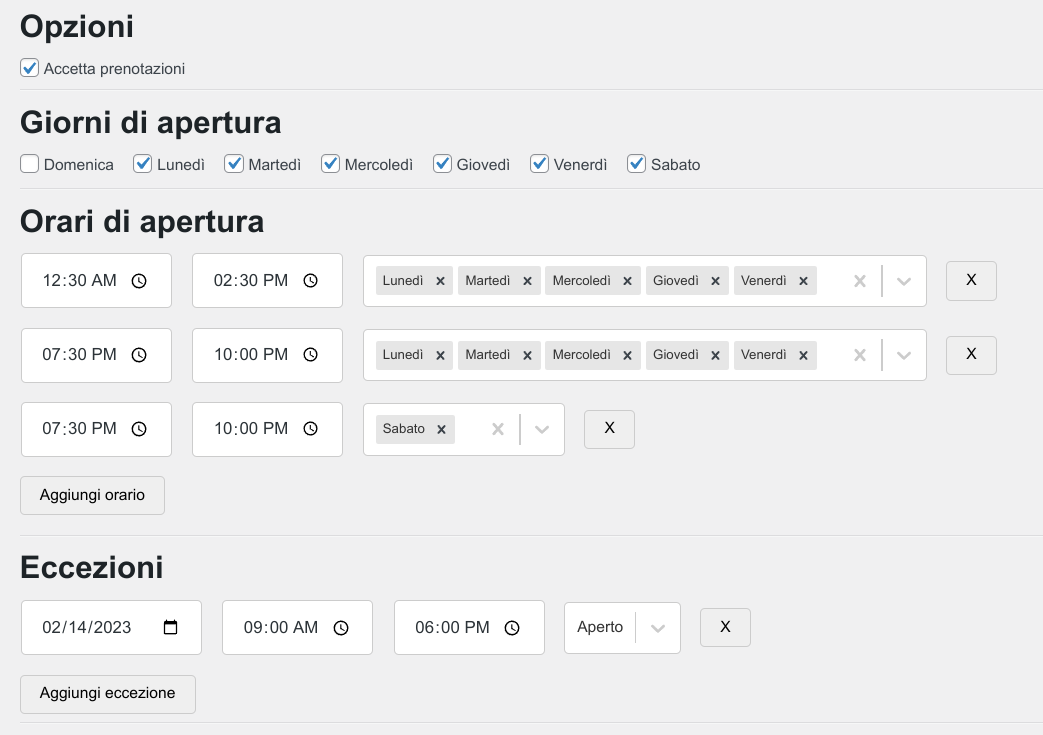 Opzioni
Accetta prenotazioni
Giorni di apertura
Domenica Lunedì Martedì Mercoledì Giovedì Venerdì Sabato
Orari di apertura
12:30 AM 02:30 PM Lunedì × Martedì × Mercoledì × Giovedì × Venerdì × X
07:30 PM 10:00 PM Lunedì × Martedì × Mercoledì × Giovedì × Venerdì × X
07:30 PM 10:00 PM Sabato × X
Aggiungi orario
Eccezioni
02/14/2023 09:00 AM 06:00 PM Aperto X
Aggiungi eccezione